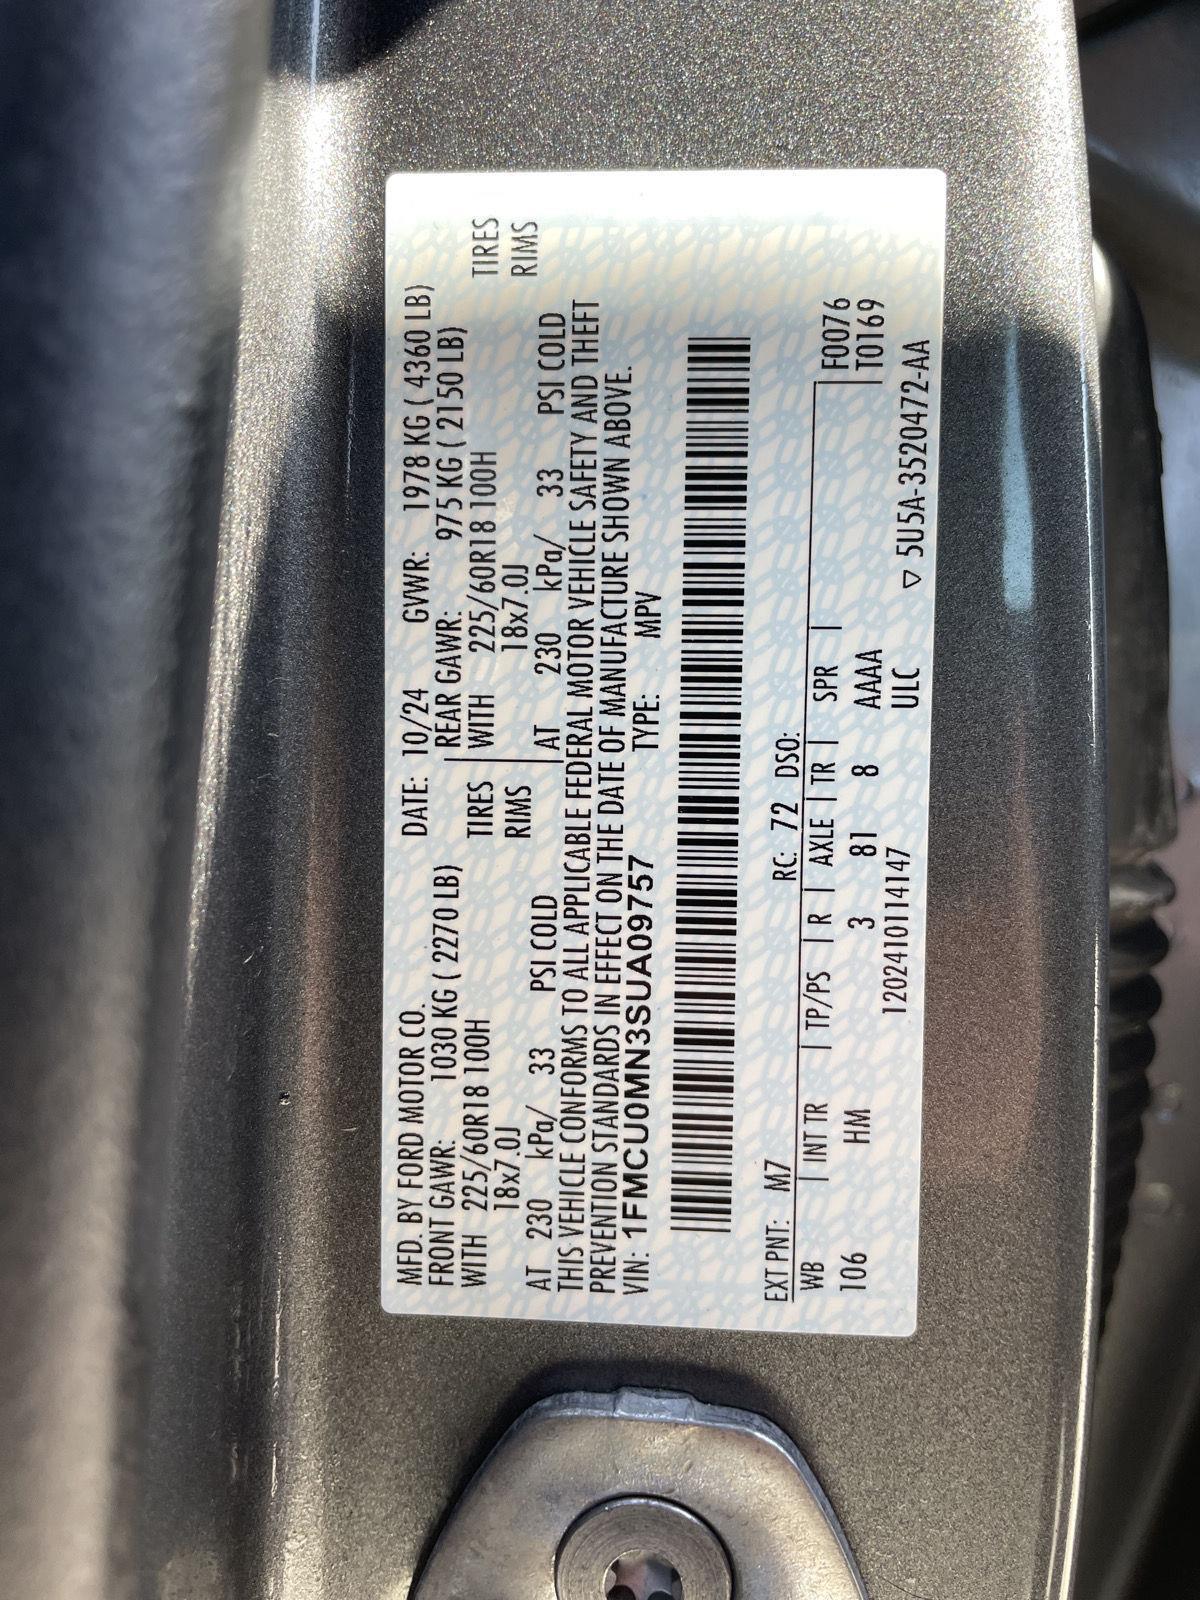 MFD. BY FORD MOTOR CO. DATE: 10/24 GVWR: 1978 KG ( 4360 LB)
FRONT GAWR: 1030 KG ( 2270 LB) REAR GAWR: 975 KG ( 2150 LB)
WITH 225/60R18 100H TIRES WITH 225/60R18 100H TIRES
18x7.0J RIMS 18x7.0J RIMS
AT 230 kPa/ 33 PSI COLD AT 230 kPa/ 33 PSI COLD
THIS VEHICLE CONFORMS TO ALL APPLICABLE FEDERAL MOTOR VEHICLE SAFETY AND THEFT
PREVENTION STANDARDS IN EFFECT ON THE DATE OF MANUFACTURE SHOWN ABOVE.
VIN: 1FMCU0MN3SUA09757 TYPE: MPV
EXT PNT: M7 RC: 72 DSO:
WB | INT TR | TP/PS | R | AXLE | TR | SPR | F0076
106 HM 3 81 8 AAAA T0169
12024101141​47 ULC
▽ 5U5A-3520472-AA